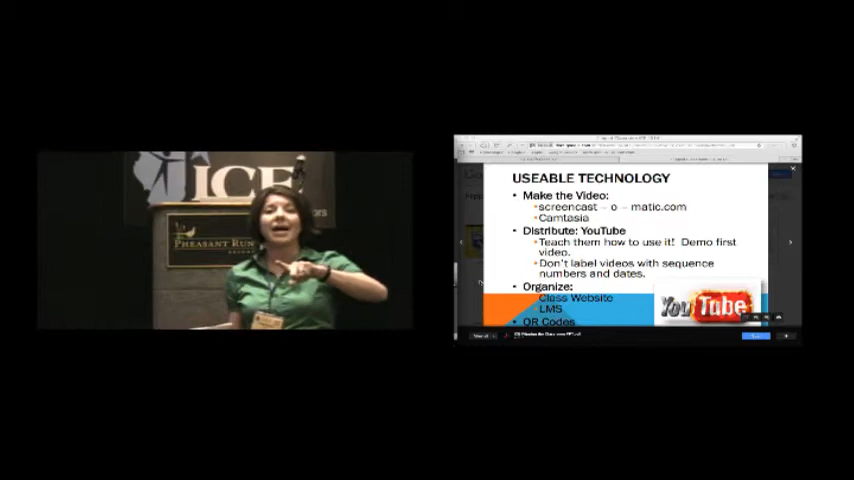 ICE
PHEASANT RUN
USEABLE TECHNOLOGY
• Make the Video:
•screencast – o – matic.com
•Camtasia
• Distribute: YouTube
•Teach them how to use it! Demo first
video.
•Don't label videos with sequence
numbers and dates.
• Organize:
•Class Website
•LMS
• QR Codes
YouTube